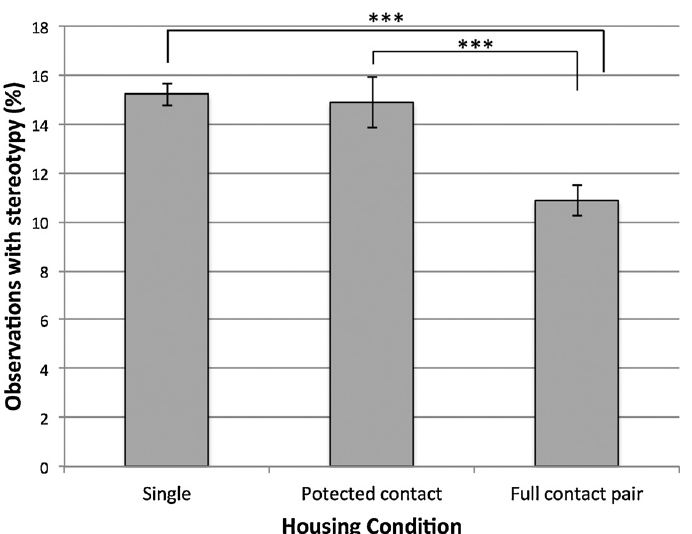 ***
***
Observations with stereotypy (%)
18
16
14
12
10
8
6
4
2
0
Single
Potected contact
Full contact pair
Housing Condition